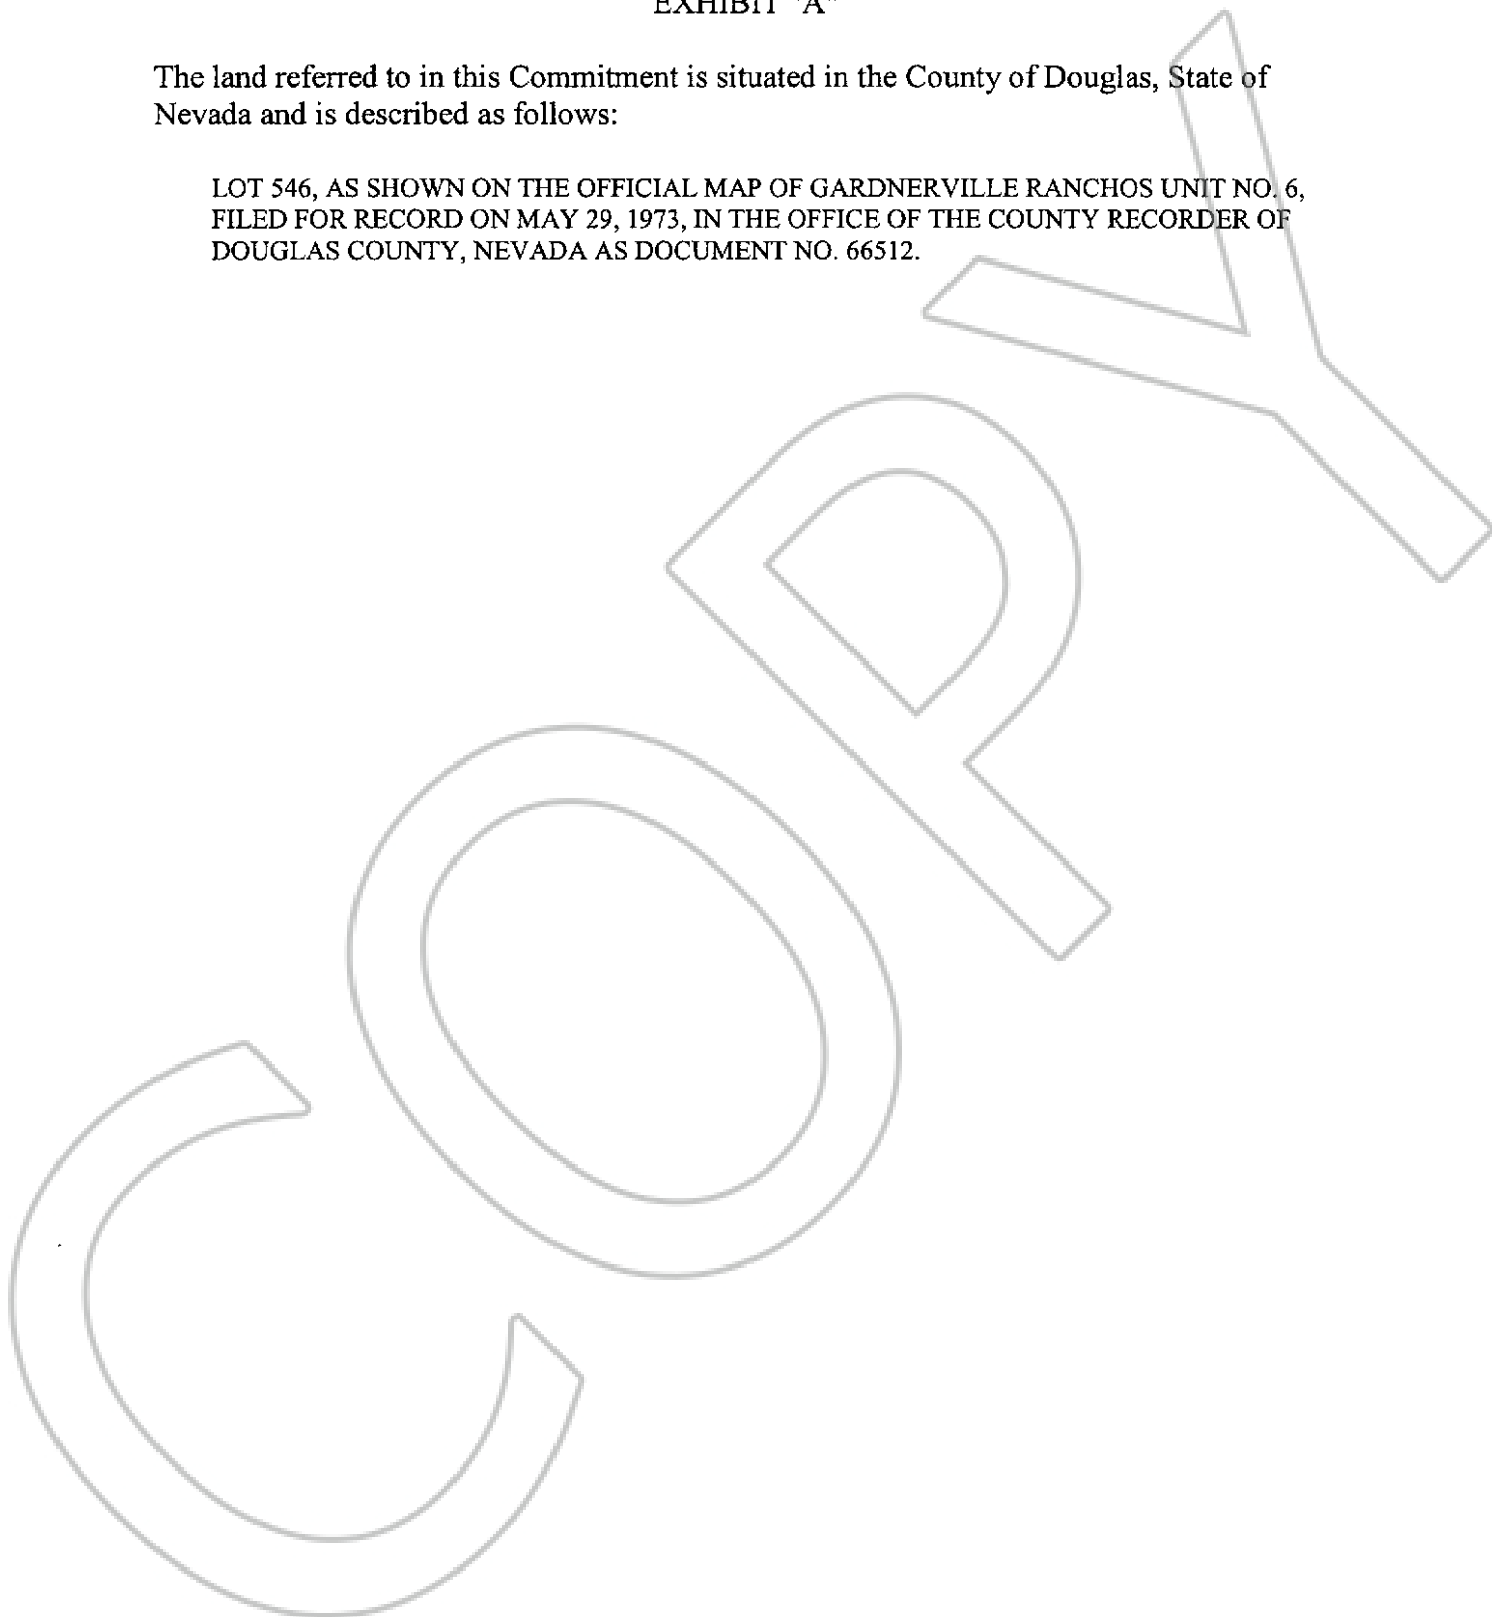 EXHIBIT "A"
The land referred to in this Commitment is situated in the County of Douglas, State of
Nevada and is described as follows:
LOT 546, AS SHOWN ON THE OFFICIAL MAP OF GARDNERVILLE RANCHOS UNIT NO. 6,
FILED FOR RECORD ON MAY 29, 1973, IN THE OFFICE OF THE COUNTY RECORDER OF
DOUGLAS COUNTY, NEVADA AS DOCUMENT NO. 66512.
COPY